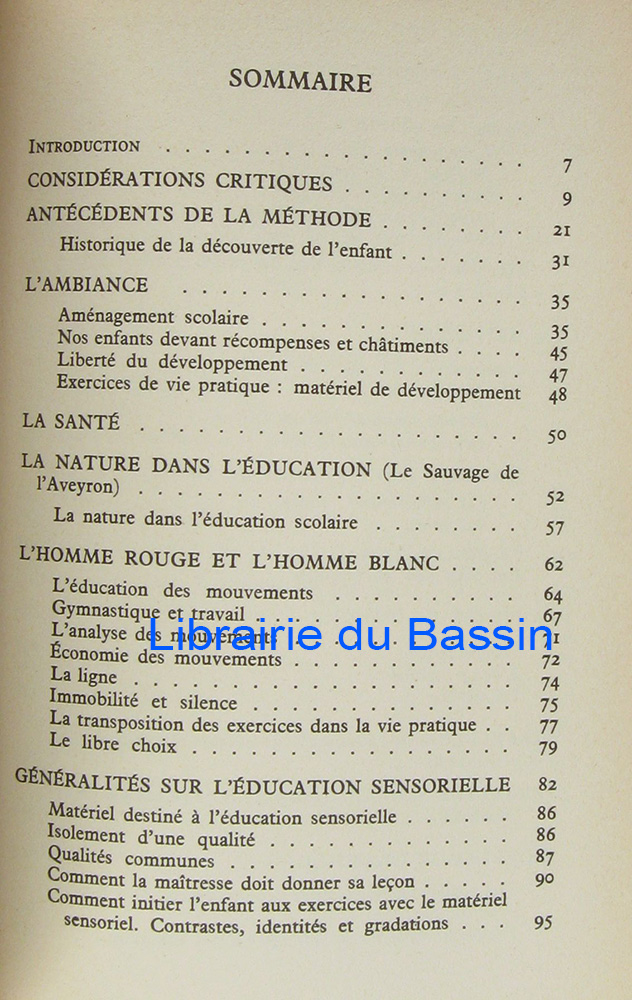 SOMMAIRE
INTRODUCTION . . . . . . . . . . . . . . . . . . . 7
CONSIDÉRATIONS CRITIQUES . . . . . . . . . . 9
ANTÉCÉDENTS DE LA MÉTHODE . . . . . . . . 21
Historique de la découverte de l'enfant . . . . . . . 31
L'AMBIANCE . . . . . . . . . . . . . . . . . 35
Aménagement scolaire . . . . . . . . . . . . . 35
Nos enfants devant récompenses et châtiments . . . . 45
Liberté du développement . . . . . . . . . . . 47
Exercices de vie pratique : matériel de développement 48
LA SANTÉ . . . . . . . . . . . . . . . . . . . 50
LA NATURE DANS L'ÉDUCATION (Le Sauvage de
l'Aveyron) . . . . . . . . . . . . . . . . . . . 52
La nature dans l'éducation scolaire . . . . . . . . 57
L'HOMME ROUGE ET L'HOMME BLANC . . . . 62
L'éducation des mouvements . . . . . . . . . . 64
Gymnastique et travail . . . . . . . . . . . . . . 67
L'analyse des mouvements
Librairie du Bassin
Économie des mouvements . . . . . . . . . . . . 72
La ligne . . . . . . . . . . . . . . . . . . . 74
Immobilité et silence . . . . . . . . . . . . . . 75
La transposition des exercices dans la vie pratique . . 77
Le libre choix . . . . . . . . . . . . . . . . . 79
GÉNÉRALITÉS SUR L'ÉDUCATION SENSORIELLE 82
Matériel destiné à l'éducation sensorielle . . . . . . 86
Isolement d'une qualité . . . . . . . . . . . . . 86
Qualités communes . . . . . . . . . . . . . . . 87
Comment la maîtresse doit donner sa leçon . . . . . 90
Comment initier l'enfant aux exercices avec le matériel
sensoriel. Contrastes, identités et gradations . . . 95